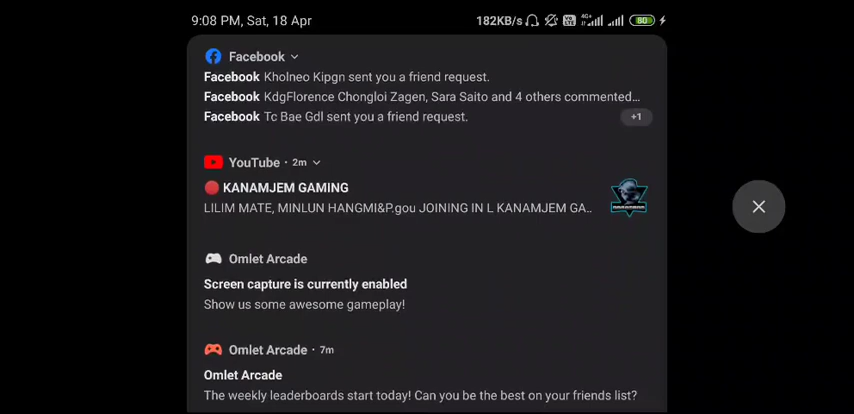 9:08 PM, Sat, 18 Apr 182KB/s 4G+ 80
Facebook
Facebook Kholneo Kipgn sent you a friend request.
Facebook KdgFlorence Chongloi Zagen, Sara Saito and 4 others commented...
Facebook Tc Bae Gdl sent you a friend request. +1
YouTube · 2m
KANAMJEM GAMING
LILIM MATE, MINLUN HANGMI&P.gou JOINING IN L KANAMJEM GA..
Omlet Arcade
Screen capture is currently enabled
Show us some awesome gameplay!
Omlet Arcade · 7m
Omlet Arcade
The weekly leaderboards start today! Can you be the best on your friends list?